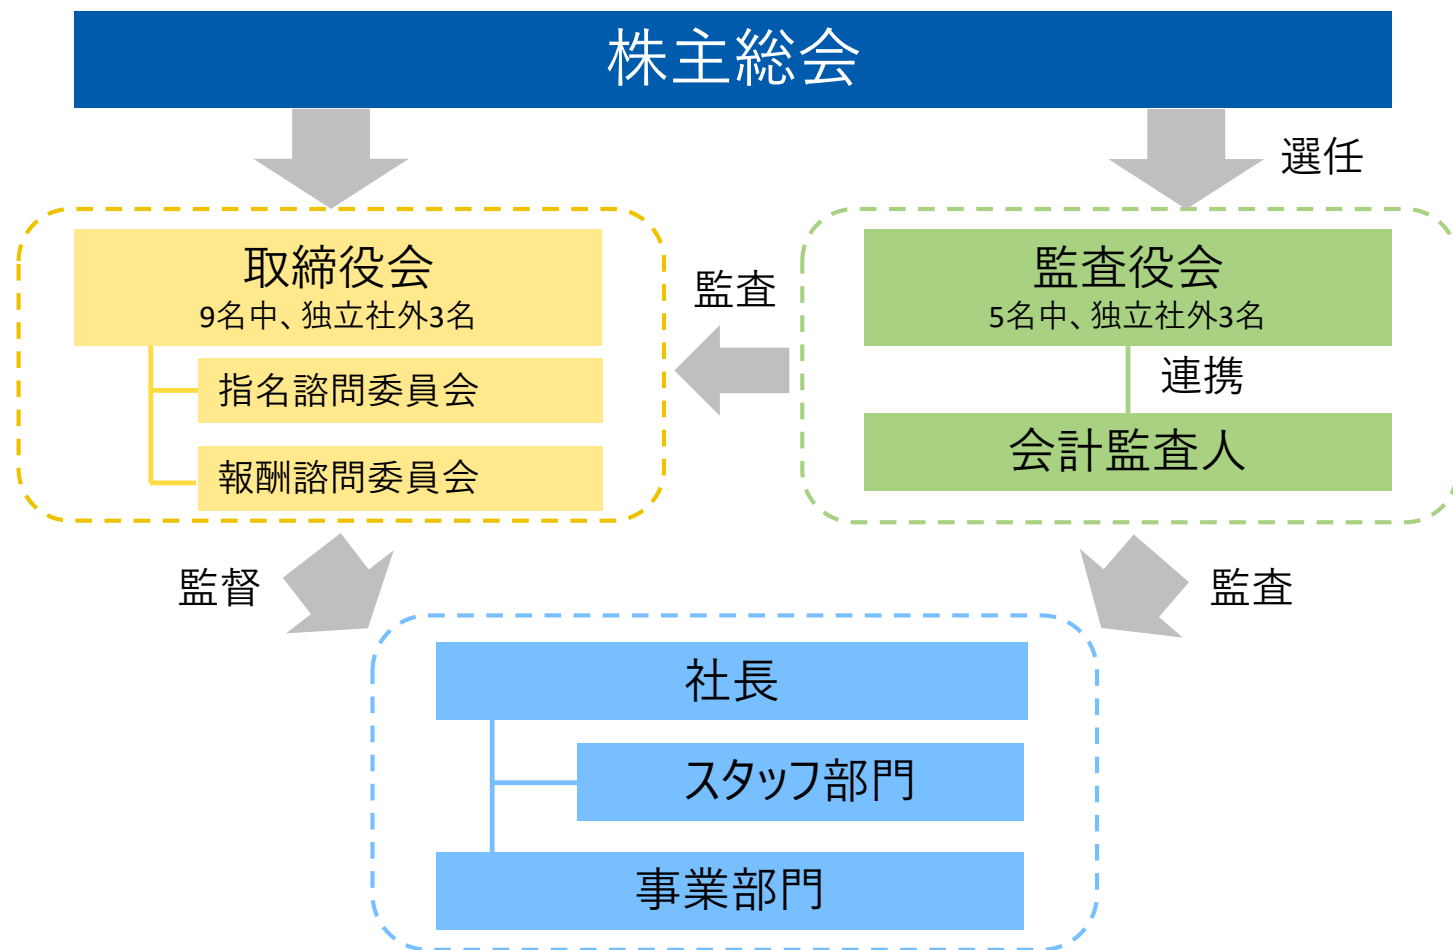 株主総会
選任
取締役会
9名中、独立社外3名
指名諮問委員会
報酬諮問委員会
監査
監査役会
5名中、独立社外3名
連携
会計監査人
監督
監査
社長
スタッフ部門
事業部門